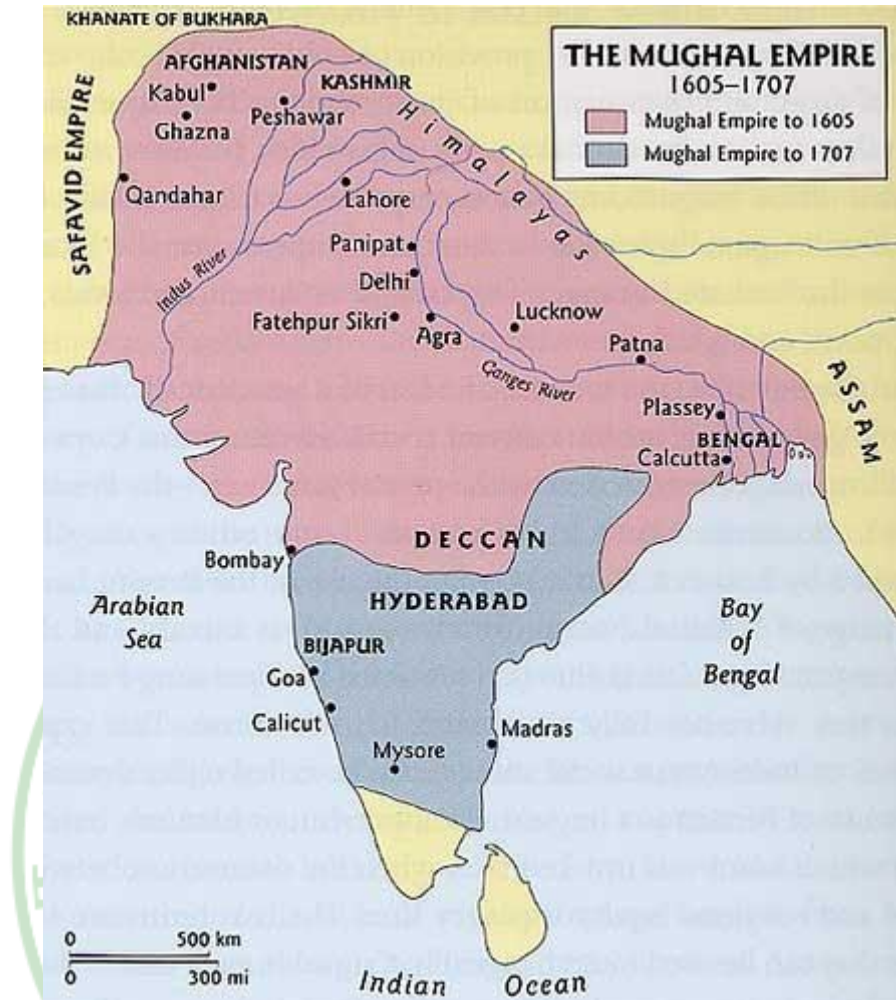 KHANATE OF BUKHARA
THE MUGHAL EMPIRE
1605–1707
Mughal Empire to 1605
Mughal Empire to 1707
AFGHANISTAN
KASHMIR
Kabul
Peshawar
Ghazna
Himalayas
SAFAVID EMPIRE
Qandahar
Lahore
Panipat
Indus River
Delhi
Fatehpur Sikri
Agra
Lucknow
Patna
Ganges River
ASSAM
Plassey
BENGAL
Calcutta
DECCAN
Bombay
HYDERABAD
Arabian
Sea
Bay
of
Bengal
BIJAPUR
Goa
Calicut
Madras
Mysore
0 500 km
0 300 mi
Indian Ocean